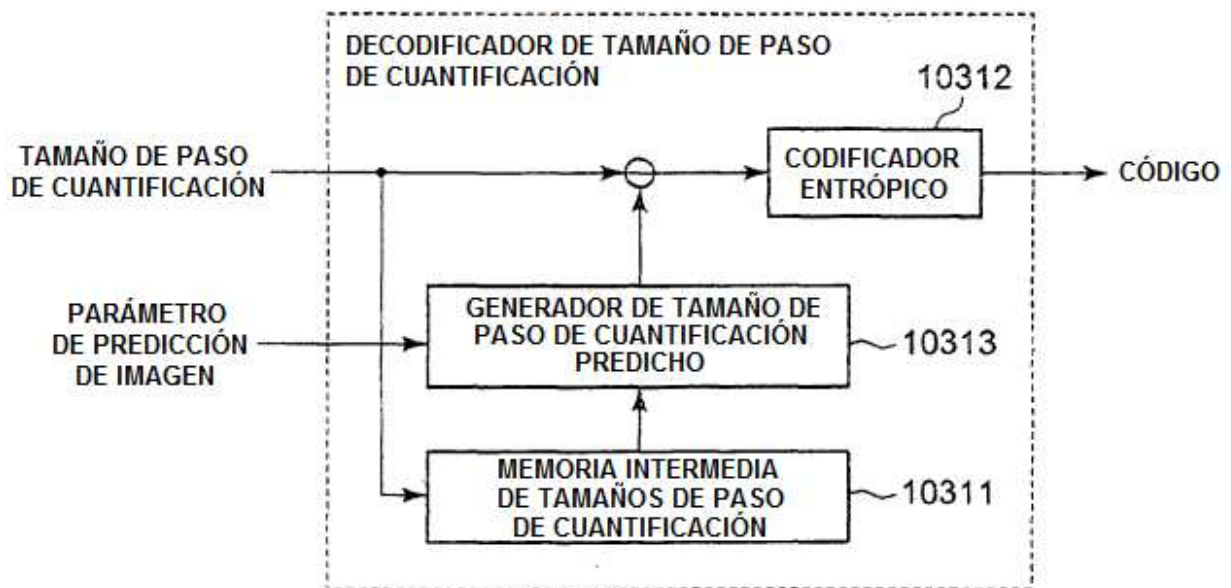 DECODIFICADOR DE TAMAÑO DE PASO
DE CUANTIFICACIÓN
10312
TAMAÑO DE PASO
DE CUANTIFICACIÓN
CODIFICADOR
ENTRÓPICO
CÓDIGO
PARÁMETRO
DE PREDICCIÓN
DE IMAGEN
GENERADOR DE TAMAÑO DE
PASO DE CUANTIFICACIÓN
PREDICHO
10313
MEMORIA INTERMEDIA
DE TAMAÑOS DE PASO
DE CUANTIFICACIÓN
10311